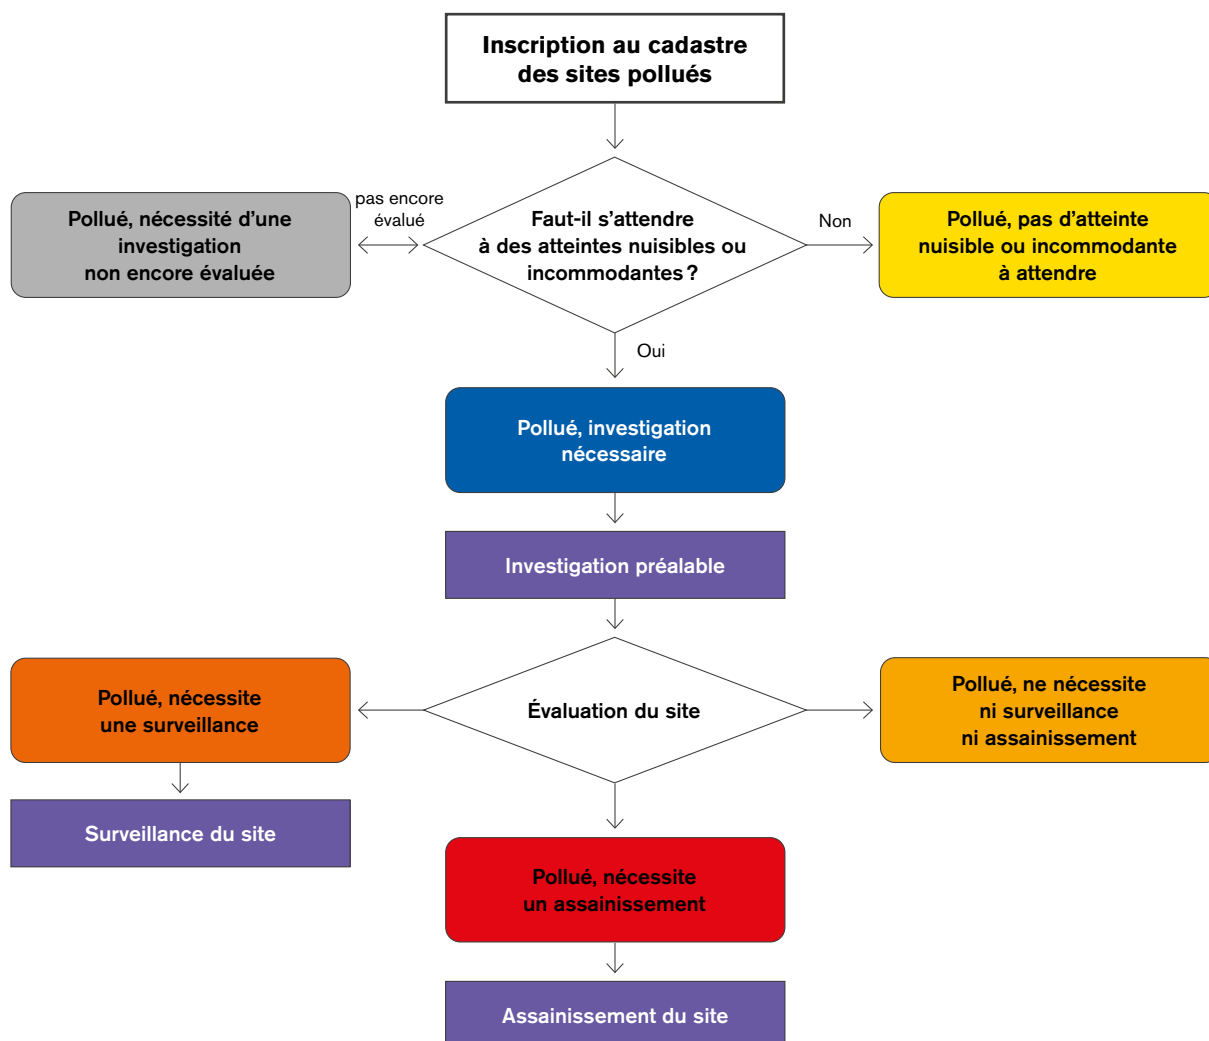 Inscription au cadastre
des sites pollués
pas encore
évalué
Pollué, nécessité d'une
investigation
non encore évaluée
Faut-il s'attendre
à des atteintes nuisibles ou
incommodantes ?
Non
Pollué, pas d'atteinte
nuisible ou incommodante
à attendre
Oui
Pollué, investigation
nécessaire
Investigation préalable
Pollué, nécessite
une surveillance
Évaluation du site
Pollué, ne nécessite
ni surveillance
ni assainissement
Surveillance du site
Pollué, nécessite
un assainissement
Assainissement du site